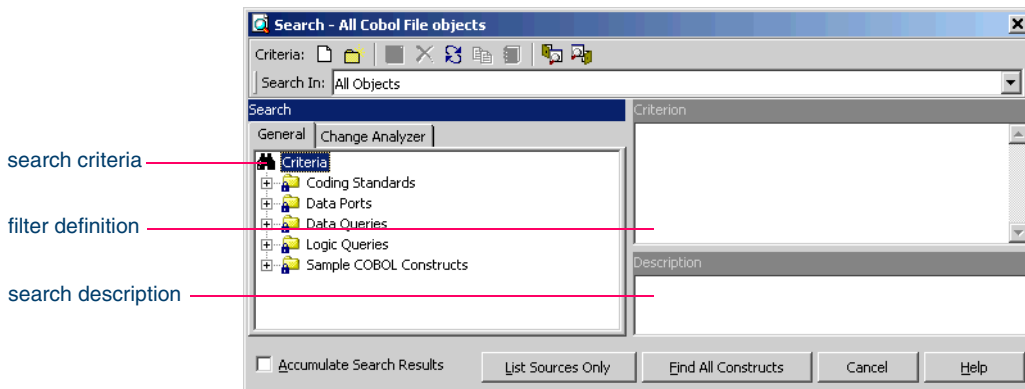 Search - All Cobol File objects
Criteria:
Search In: All Objects
Search
Criterion
General Change Analyzer
search criteria
Criteria
Coding Standards
Data Ports
filter definition
Data Queries
Logic Queries
Sample COBOL Constructs
Description
search description
Accumulate Search Results List Sources Only Find All Constructs Cancel Help